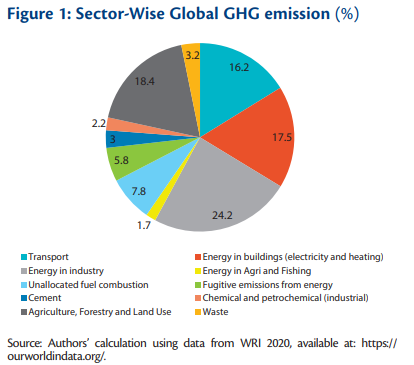 Figure 1: Sector-Wise Global GHG emission (%)
3.2
16.2
18.4
17.5
2.2
3
5.8
7.8
24.2
1.7
Transport
Energy in buildings (electricity and heating)
Energy in industry
Energy in Agri and Fishing
Unallocated fuel combustion
Fugitive emissions from energy
Cement
Chemical and petrochemical (industrial)
Agriculture, Forestry and Land Use
Waste
Source: Authors' calculation using data from WRI 2020, available at: https://
ourworldindata.org/.